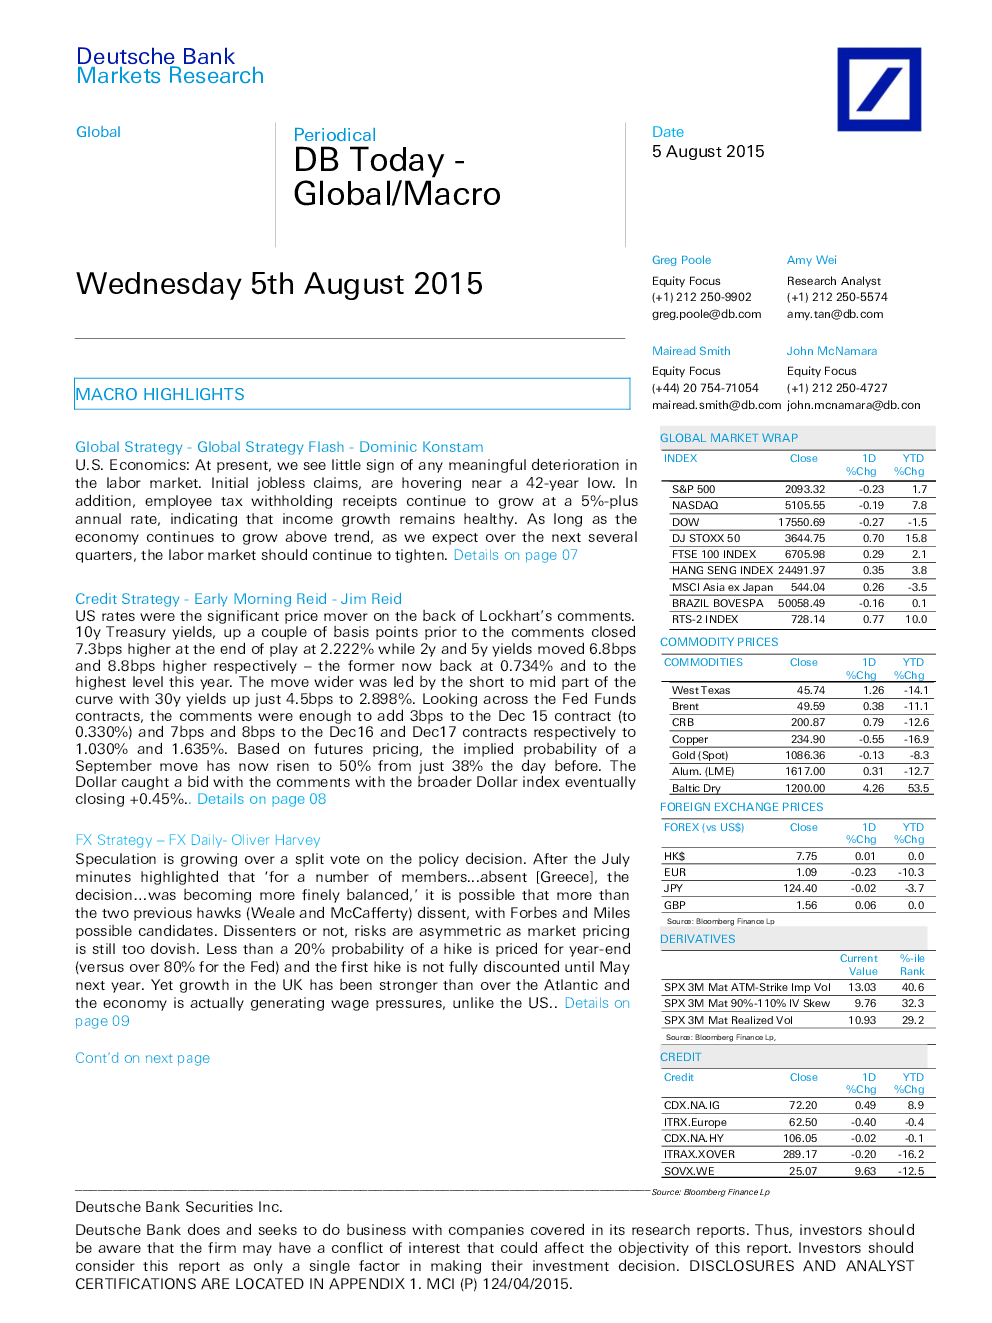 Deutsche Bank
Markets Research
Global
Periodical
DB Today -
Global/Macro
Date
5 August 2015
Wednesday 5th August 2015
Greg Poole
Equity Focus
(+1) 212 250-9902
greg.poole@db.com
Amy Wei
Research Analyst
(+1) 212 250-5574
amy.tan@db.com
Mairead Smith
Equity Focus
(+44) 20 754-71054
mairead.smith@db.com
John McNamara
Equity Focus
(+1) 212 250-4727
john.mcnamara@db.con
MACRO HIGHLIGHTS
Global Strategy - Global Strategy Flash - Dominic Konstam
U.S. Economics: At present, we see little sign of any meaningful deterioration in
the labor market. Initial jobless claims, are hovering near a 42-year low. In
addition, employee tax withholding receipts continue to grow at a 5%-plus
annual rate, indicating that income growth remains healthy. As long as the
economy continues to grow above trend, as we expect over the next several
quarters, the labor market should continue to tighten. Details on page 07
Credit Strategy - Early Morning Reid - Jim Reid
US rates were the significant price mover on the back of Lockhart's comments.
10y Treasury yields, up a couple of basis points prior to the comments closed
7.3bps higher at the end of play at 2.222% while 2y and 5y yields moved 6.8bps
and 8.8bps higher respectively – the former now back at 0.734% and to the
highest level this year. The move wider was led by the short to mid part of the
curve with 30y yields up just 4.5bps to 2.898%. Looking across the Fed Funds
contracts, the comments were enough to add 3bps to the Dec 15 contract (to
0.330%) and 7bps and 8bps to the Dec16 and Dec17 contracts respectively to
1.030% and 1.635%. Based on futures pricing, the implied probability of a
September move has now risen to 50% from just 38% the day before. The
Dollar caught a bid with the comments with the broader Dollar index eventually
closing +0.45%.. Details on page 08
FX Strategy – FX Daily- Oliver Harvey
Speculation is growing over a split vote on the policy decision. After the July
minutes highlighted that 'for a number of members...absent [Greece], the
decision...was becoming more finely balanced,' it is possible that more than
the two previous hawks (Weale and McCafferty) dissent, with Forbes and Miles
possible candidates. Dissenters or not, risks are asymmetric as market pricing
is still too dovish. Less than a 20% probability of a hike is priced for year-end
(versus over 80% for the Fed) and the first hike is not fully discounted until May
next year. Yet growth in the UK has been stronger than over the Atlantic and
the economy is actually generating wage pressures, unlike the US.. Details on
page 09
Cont'd on next page
GLOBAL MARKET WRAP
INDEX Close 1D %Chg YTD %Chg
S&P 500 2093.32 -0.23 1.7
NASDAQ 5105.55 -0.19 7.8
DOW 17550.69 -0.27 -1.5
DJ STOXX 50 3644.75 0.70 15.8
FTSE 100 INDEX 6705.98 0.29 2.1
HANG SENG INDEX 24491.97 0.35 3.8
MSCI Asia ex Japan 544.04 0.26 -3.5
BRAZIL BOVESPA 50058.49 -0.16 0.1
RTS-2 INDEX 728.14 0.77 10.0
COMMODITY PRICES
COMMODITIES Close 1D %Chg YTD %Chg
West Texas 45.74 1.26 -14.1
Brent 49.59 0.38 -11.1
CRB 200.87 0.79 -12.6
Copper 234.90 -0.55 -16.9
Gold (Spot) 1086.36 -0.13 -8.3
Alum. (LME) 1617.00 0.31 -12.7
Baltic Dry 1200.00 4.26 53.5
FOREIGN EXCHANGE PRICES
FOREX (vs US$) Close 1D %Chg YTD %Chg
HK$ 7.75 0.01 0.0
EUR 1.09 -0.23 -10.3
JPY 124.40 -0.02 -3.7
GBP 1.56 0.06 0.0
Source: Bloomberg Finance Lp
DERIVATIVES
Current Value %-ile Rank
SPX 3M Mat ATM-Strike Imp Vol 13.03 40.6
SPX 3M Mat 90%-110% IV Skew 9.76 32.3
SPX 3M Mat Realized Vol 10.93 29.2
Source: Bloomberg Finance Lp,
CREDIT
Credit Close 1D %Chg YTD %Chg
CDX.NA.IG 72.20 0.49 8.9
ITRX.Europe 62.50 -0.40 -0.4
CDX.NA.HY 106.05 -0.02 -0.1
ITRAX.XOVER 289.17 -0.20 -16.2
SOVX.WE 25.07 9.63 -12.5
Source: Bloomberg Finance Lp
Deutsche Bank Securities Inc.
Deutsche Bank does and seeks to do business with companies covered in its research reports. Thus, investors should
be aware that the firm may have a conflict of interest that could affect the objectivity of this report. Investors should
consider this report as only a single factor in making their investment decision. DISCLOSURES AND ANALYST
CERTIFICATIONS ARE LOCATED IN APPENDIX 1. MCI (P) 124/04/2015.